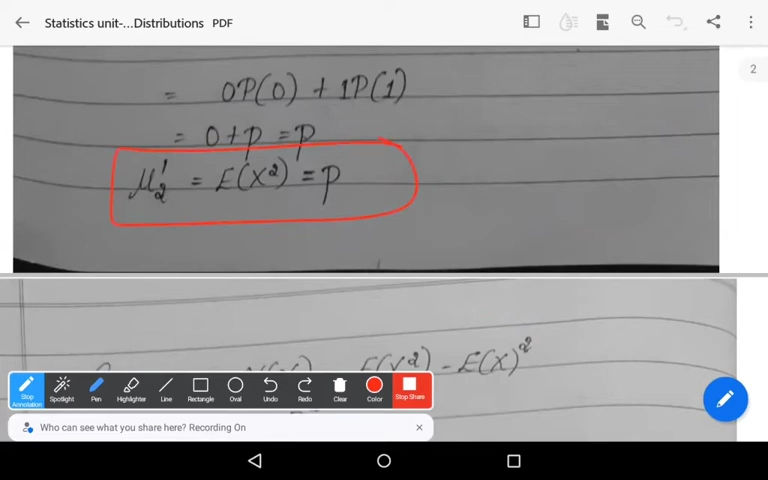 Statistics unit-...Distributions PDF
2
= 0P(0) + 1P(1)
= 0 + p = p
μ₂' = E(X²) = p
E(X²) - E(X)²
Stop Annotation
Spotlight
Pen
Highlighter
Line
Rectangle
Oval
Undo
Redo
Clear
Color
Stop Share
Who can see what you share here? Recording On